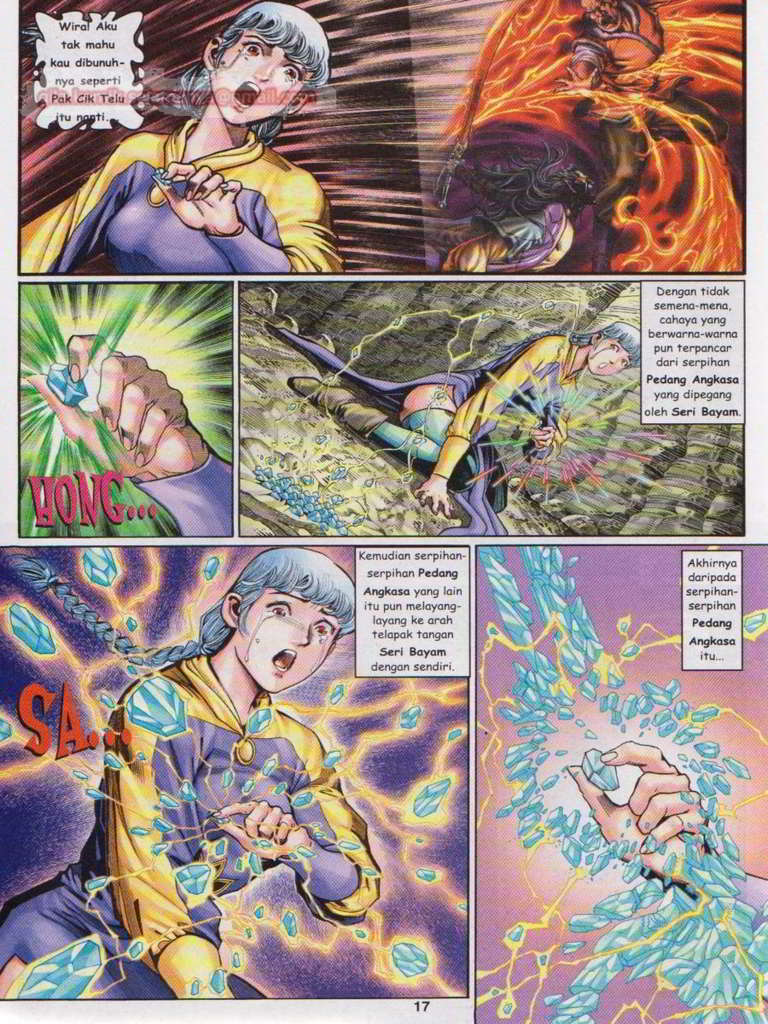 Wira! Aku
tak mahu
kau dibunuh-
nya seperti
Pak Cik Telu
itu nanti...
Dengan tidak
semena-mena,
cahaya yang
berwarna-warna
pun terpancar
dari serpihan
Pedang Angkasa
yang dipegang
oleh Seri Bayam.
HONG...
Kemudian serpihan-
serpihan Pedang
Angkasa yang lain
itu pun melayang-
layang ke arah
telapak tangan
Seri Bayam
dengan sendiri.
SA...
Akhirnya
daripada
serpihan-
serpihan
Pedang
Angkasa
itu...
17